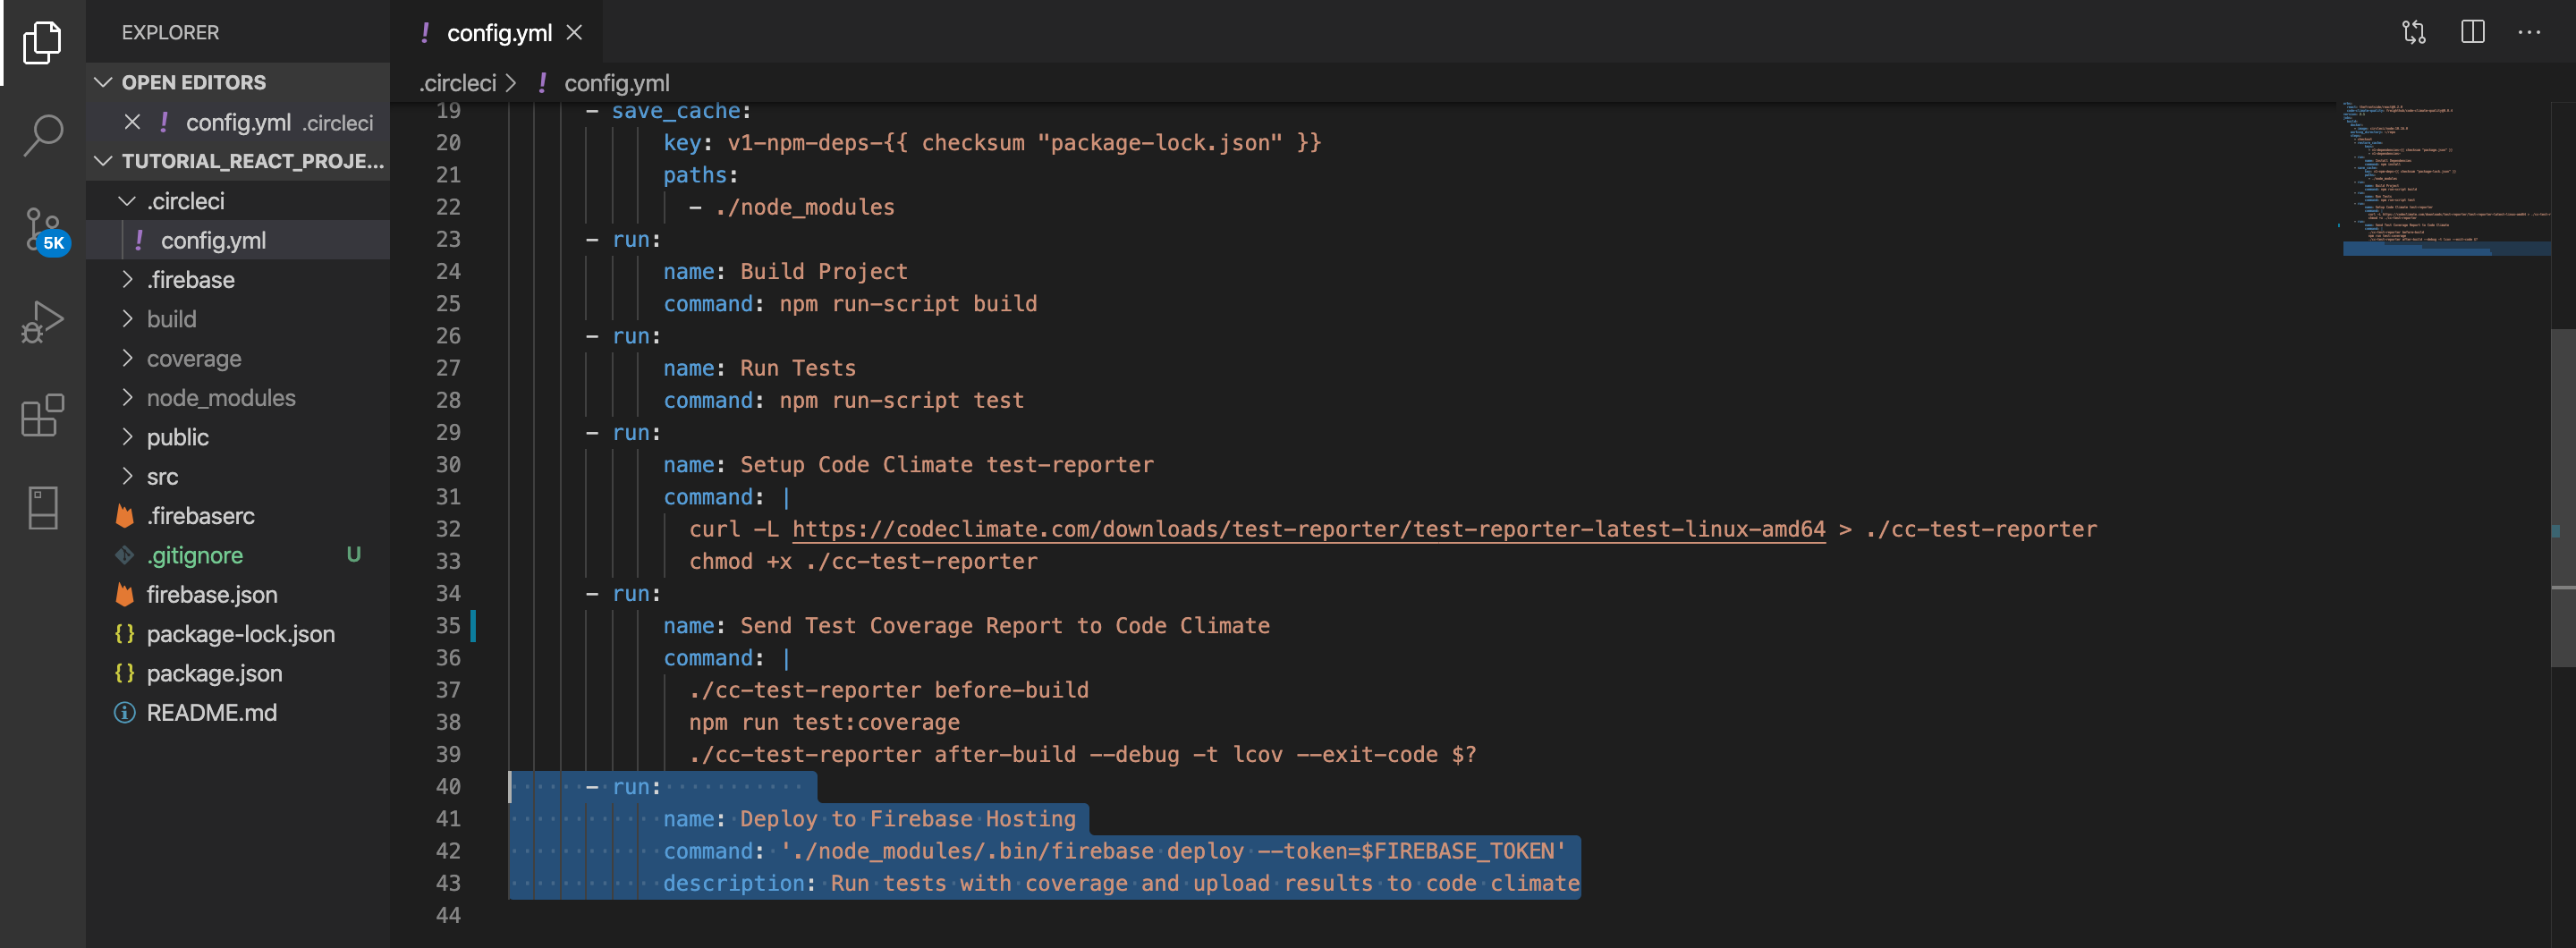 EXPLORER
OPEN EDITORS
config.yml .circleci
TUTORIAL_REACT_PROJE...
.circleci
config.yml
.firebase
build
coverage
node_modules
public
src
.firebaserc
.gitignore U
firebase.json
package-lock.json
package.json
README.md
5K
config.yml
.circleci > config.yml
19 - save_cache:
20 key: v1-npm-deps-{{ checksum "package-lock.json" }}
21 paths:
22 - ./node_modules
23 - run:
24 name: Build Project
25 command: npm run-script build
26 - run:
27 name: Run Tests
28 command: npm run-script test
29 - run:
30 name: Setup Code Climate test-reporter
31 command: |
32 curl -L https://codeclimate.com/downloads/test-reporter/test-reporter-latest-linux-amd64 > ./cc-test-reporter
33 chmod +x ./cc-test-reporter
34 - run:
35 name: Send Test Coverage Report to Code Climate
36 command: |
37 ./cc-test-reporter before-build
38 npm run test:coverage
39 ./cc-test-reporter after-build --debug -t lcov --exit-code $?
40 - run:
41 name: Deploy to Firebase Hosting
42 command: './node_modules/.bin/firebase deploy --token=$FIREBASE_TOKEN'
43 description: Run tests with coverage and upload results to code climate
44